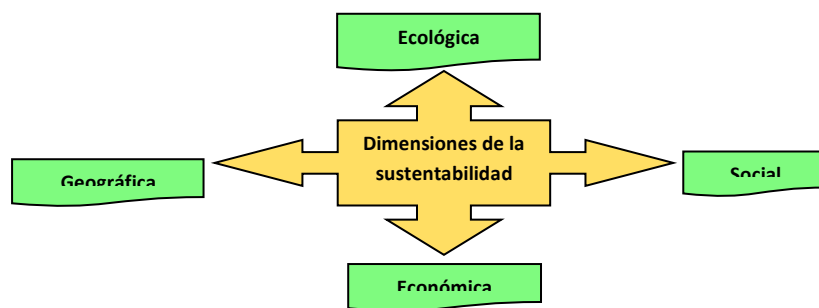 Ecológica
Dimensiones de la
sustentabilidad
Geográfica
Social
Económica